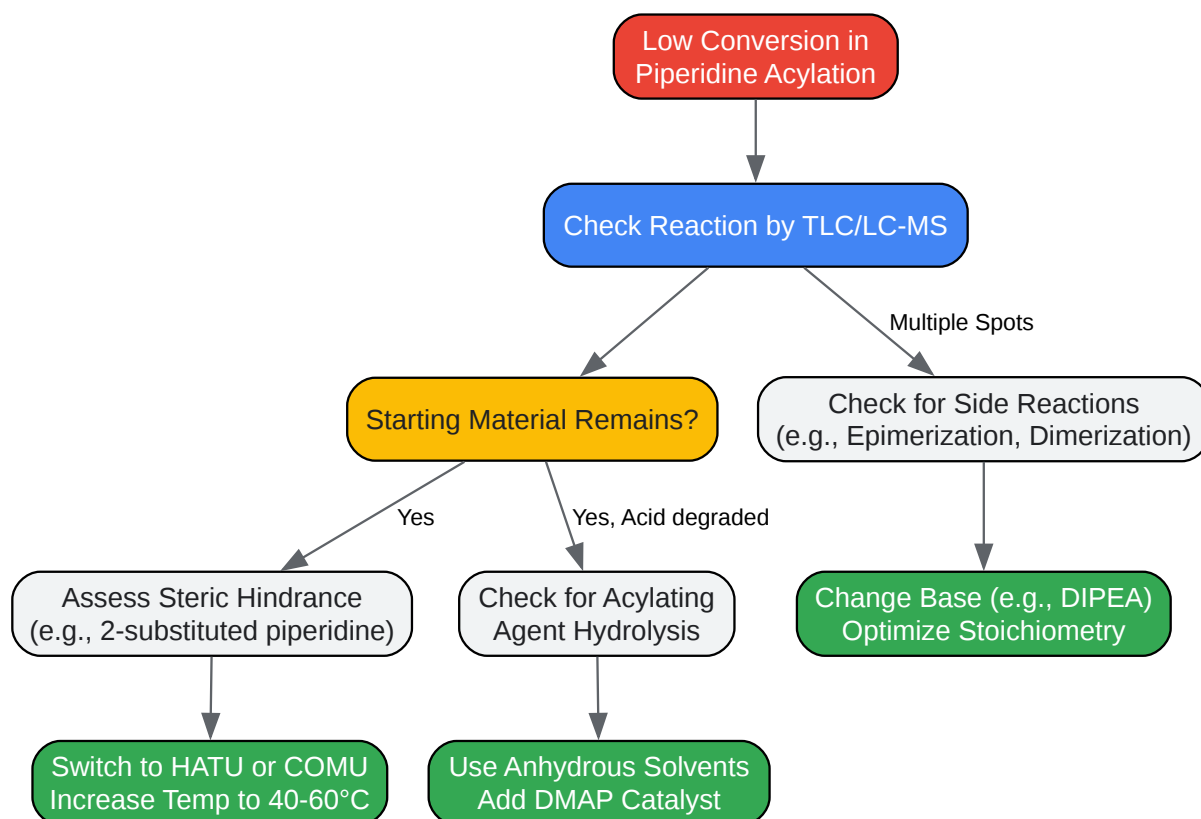 Low Conversion in
Piperidine Acylation
Check Reaction by TLC/LC-MS
Multiple Spots
Starting Material Remains?
Check for Side Reactions
(e.g., Epimerization, Dimerization)
Yes
Yes, Acid degraded
Assess Steric Hindrance
(e.g., 2-substituted piperidine)
Check for Acylating
Agent Hydrolysis
Change Base (e.g., DIPEA)
Optimize Stoichiometry
Switch to HATU or COMU
Increase Temp to 40-60°C
Use Anhydrous Solvents
Add DMAP Catalyst